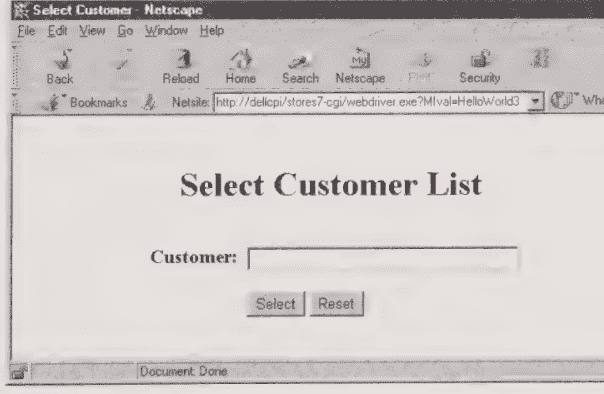 Select Customer - Netscape
File Edit View Go Window Help
Back Reload Home Search Netscape Print Security
Bookmarks Netsite: http://dellcpi/stores7-cgi/webdriver.exe?MIval=HelloWorld3
Select Customer List
Customer:
Select Reset
Document: Done